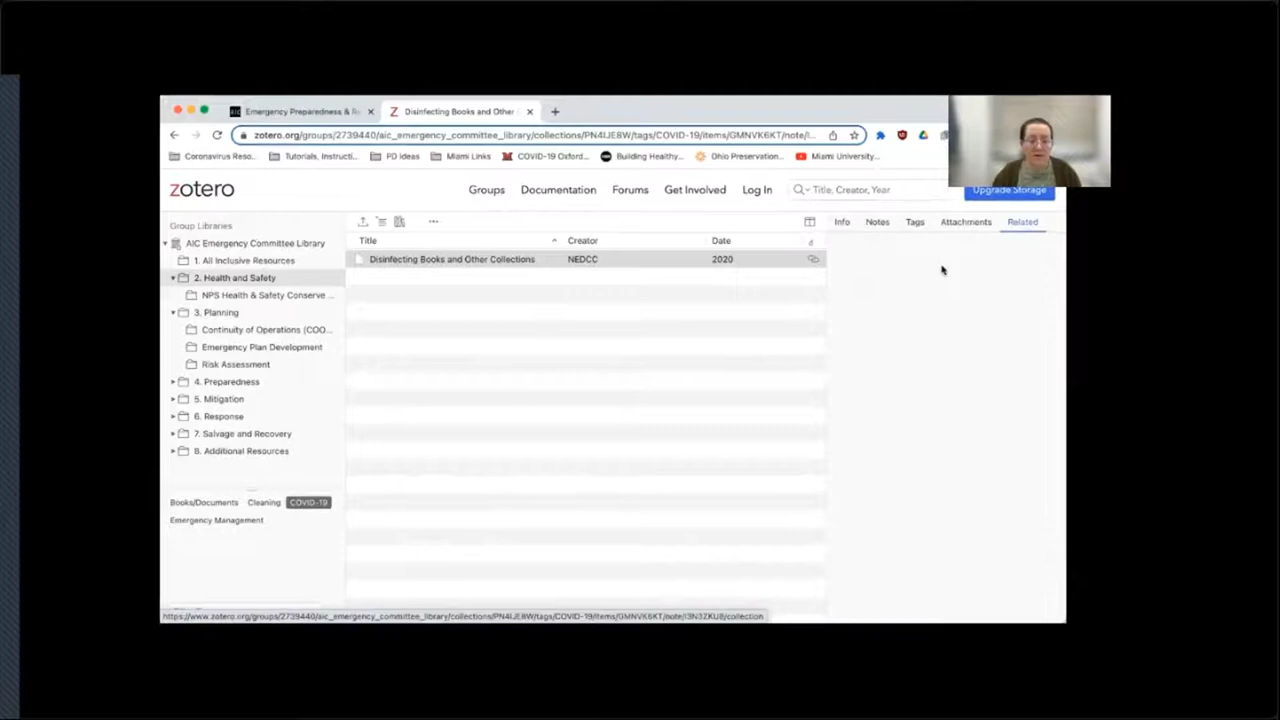 Emergency Preparedness & R
Disinfecting Books and Other
zotero.org/groups/2739440/aic_emergency_committee_library/collections/PN4IJE8W/tags/COVID-19/items/GMNVK6KT/note/I...
Coronavirus Reso... Tutorials, Instructi... PD ideas Miami Links COVID-19 Oxford... Building Healthy... Ohio Preservation... Miami University...
zotero Groups Documentation Forums Get Involved Log In Title, Creator, Year Upgrade Storage
Group Libraries
Info Notes Tags Attachments Related
AIC Emergency Committee Library
Title Creator Date
1. All Inclusive Resources
Disinfecting Books and Other Collections NEDCC 2020
2. Health and Safety
NPS Health & Safety Conserve ...
3. Planning
Continuity of Operations (COO...
Emergency Plan Development
Risk Assessment
4. Preparedness
5. Mitigation
6. Response
7. Salvage and Recovery
8. Additional Resources
Books/Documents Cleaning COVID-19
Emergency Management
https://www.zotero.org/groups/2739440/aic_emergency_committee_library/collections/PN4IJE8W/tags/COVID-19/items/GMNVK6KT/note/I3N3ZKU8/collection